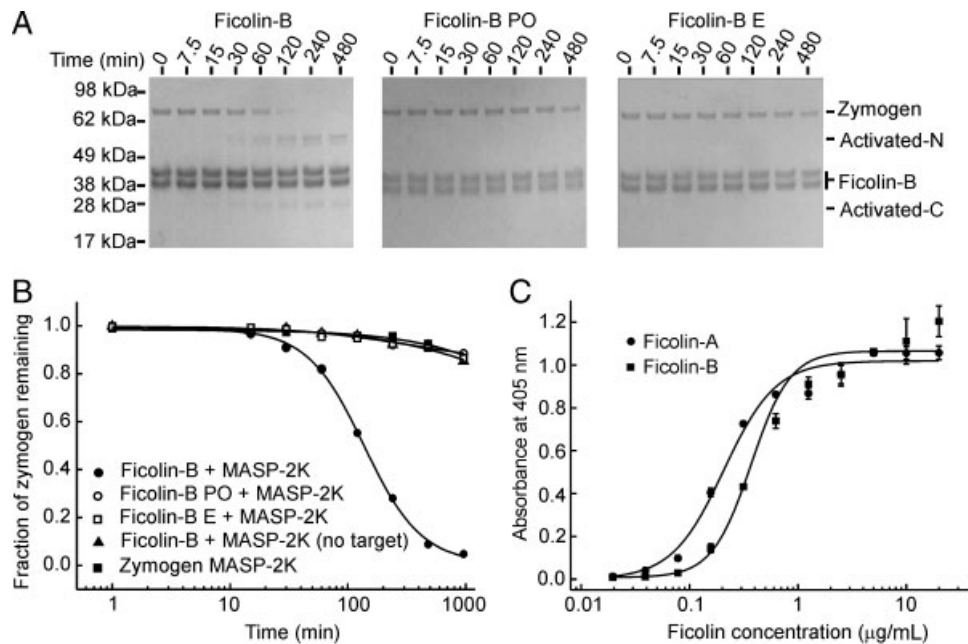 A
Ficolin-B
Ficolin-B PO
Ficolin-B E
Time (min) 0 7.5 15 30 60 120 240 480
0 7.5 15 30 60 120 240 480
0 7.5 15 30 60 120 240 480
98 kDa
62 kDa
49 kDa
38 kDa
28 kDa
17 kDa
Zymogen
Activated-N
Ficolin-B
Activated-C
B
Fraction of zymogen remaining
1.0
0.8
0.6
0.4
0.2
0.0
Ficolin-B + MASP-2K
Ficolin-B PO + MASP-2K
Ficolin-B E + MASP-2K
Ficolin-B + MASP-2K (no target)
Zymogen MASP-2K
1 10 100 1000
Time (min)
C
Absorbance at 405 nm
1.2
1.0
0.8
0.6
0.4
0.2
0.0
Ficolin-A
Ficolin-B
0.01 0.1 1 10
Ficolin concentration (μg/mL)